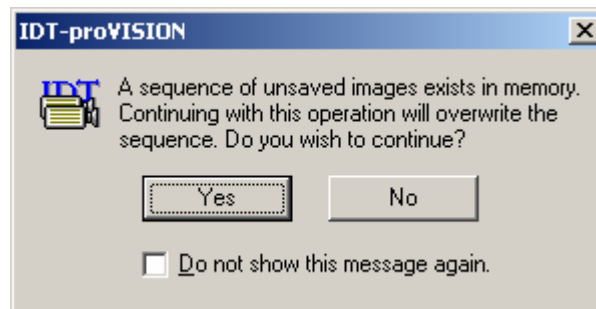 IDT-proVISION
IDT
A sequence of unsaved images exists in memory.
Continuing with this operation will overwrite the
sequence. Do you wish to continue?
Yes
No
Do not show this message again.